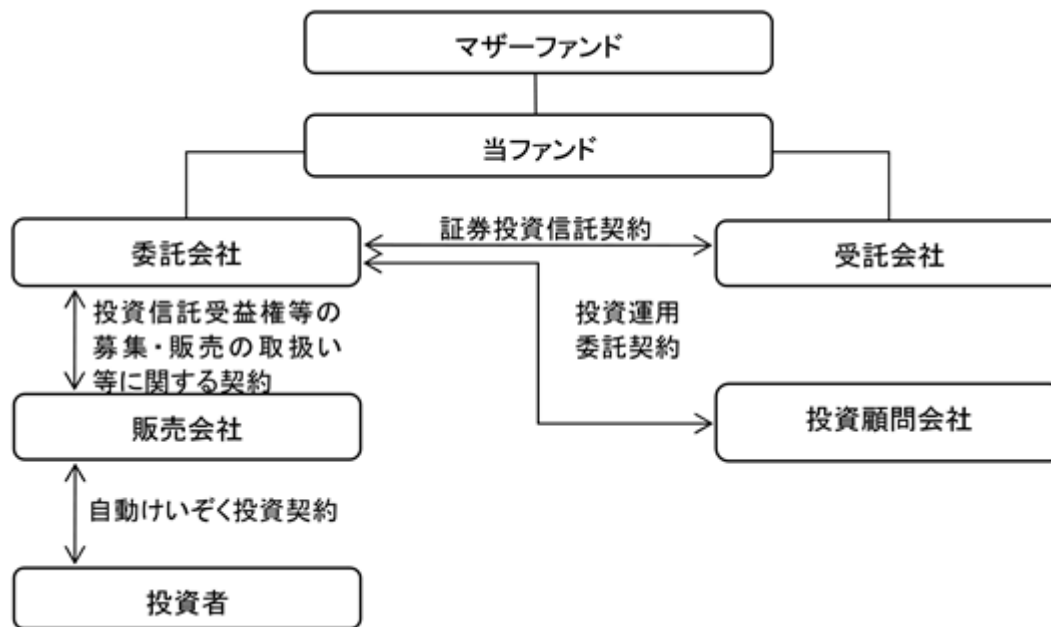 マザーファンド
当ファンド
証券投資信託契約
委託会社
受託会社
投資信託受益権等の
募集・販売の取扱い
等に関する契約
投資運用
委託契約
販売会社
投資顧問会社
自動けいぞく投資契約
投資者